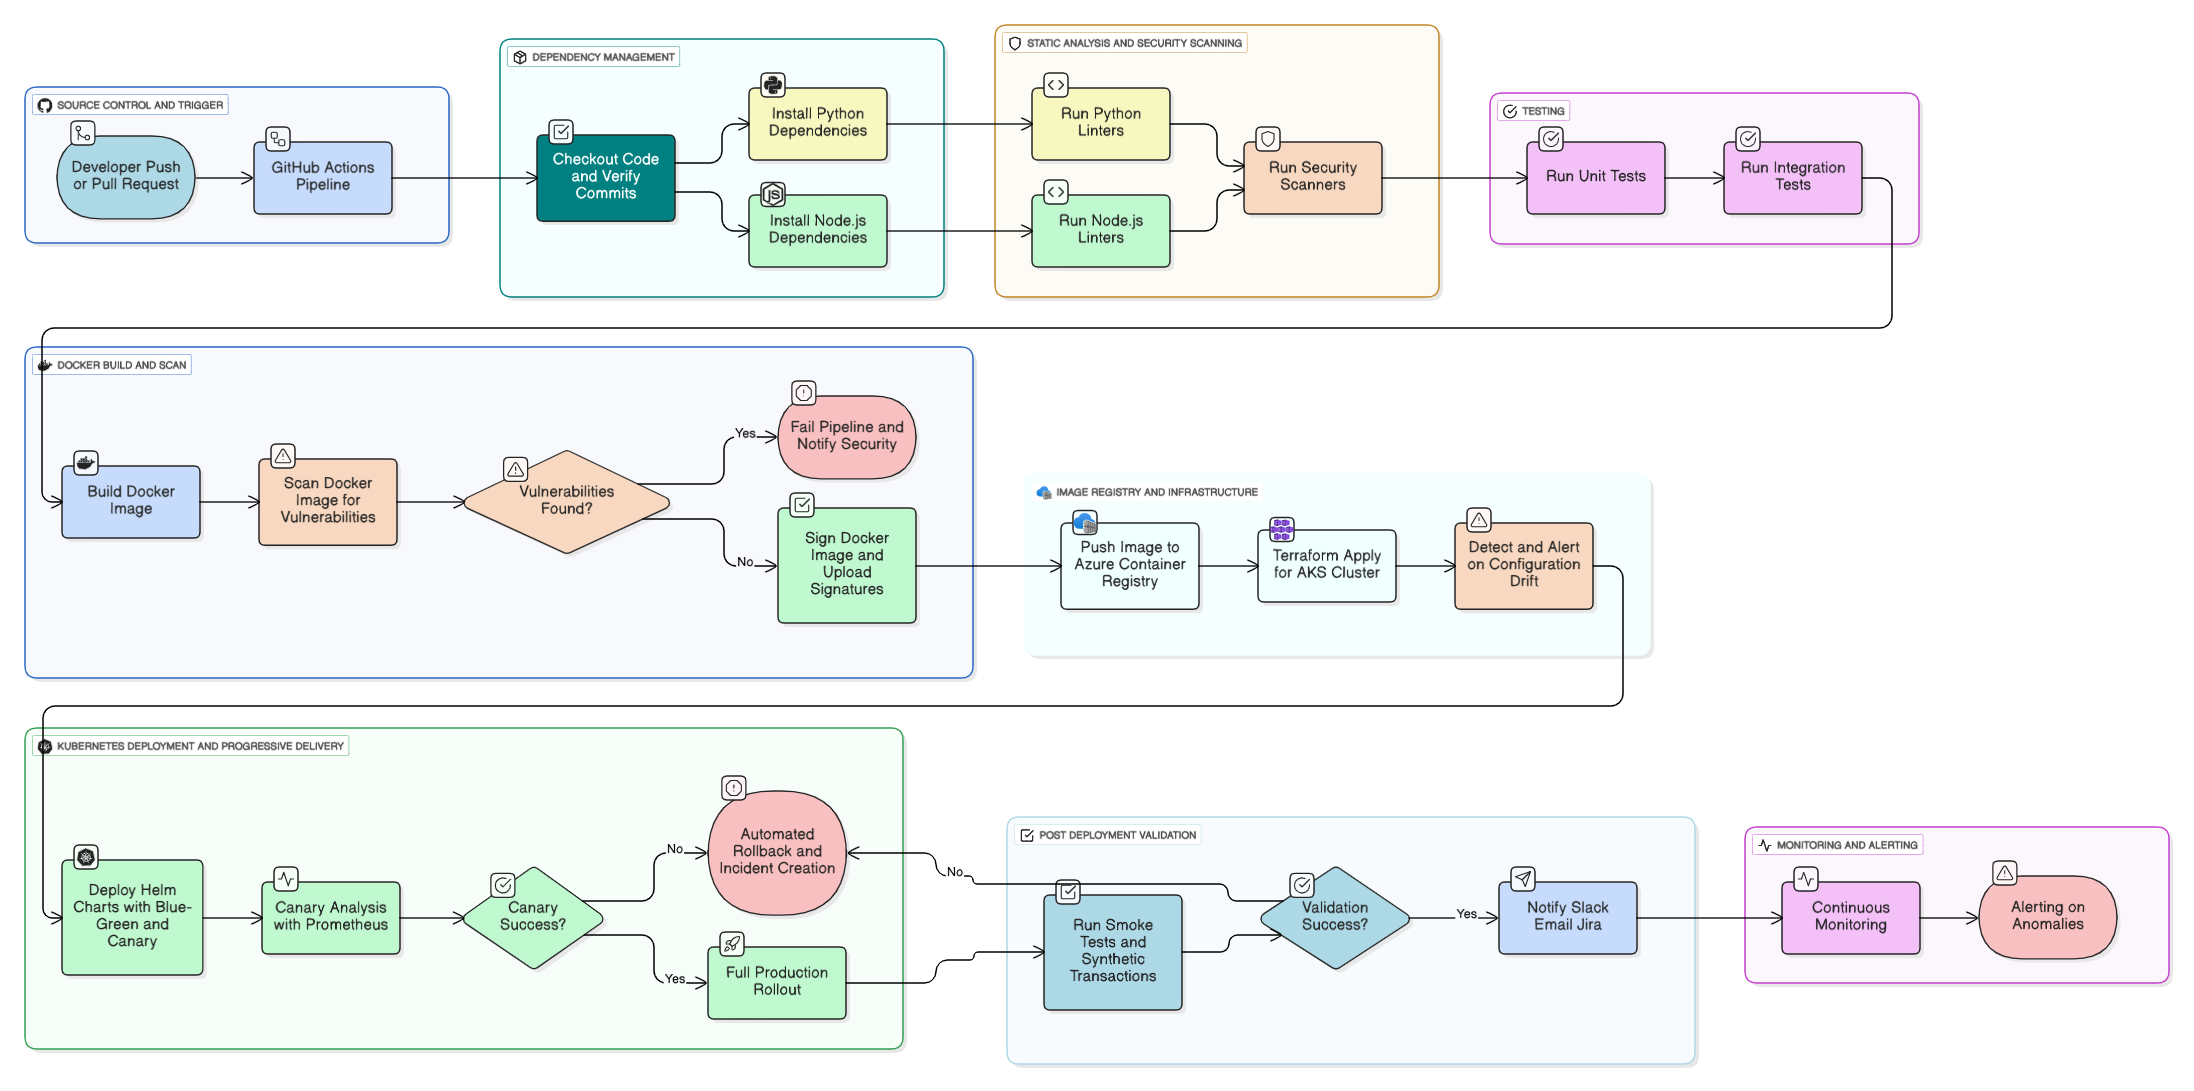 SOURCE CONTROL AND TRIGGER
Developer Push
or Pull Request
GitHub Actions
Pipeline
DEPENDENCY MANAGEMENT
Checkout Code
and Verify
Commits
Install Python
Dependencies
JS
Install Node.js
Dependencies
STATIC ANALYSIS AND SECURITY SCANNING
Run Python
Linters
Run Node.js
Linters
Run Security
Scanners
TESTING
Run Unit Tests
Run Integration
Tests
DOCKER BUILD AND SCAN
Build Docker
Image
Scan Docker
Image for
Vulnerabilities
Vulnerabilities
Found?
Yes
Fail Pipeline and
Notify Security
No
Sign Docker
Image and
Upload
Signatures
IMAGE REGISTRY AND INFRASTRUCTURE
Push Image to
Azure Container
Registry
Terraform Apply
for AKS Cluster
Detect and Alert
on Configuration
Drift
KUBERNETES DEPLOYMENT AND PROGRESSIVE DELIVERY
Deploy Helm
Charts with Blue-
Green and
Canary
Canary Analysis
with Prometheus
Canary
Success?
No
Automated
Rollback and
Incident Creation
Yes
Full Production
Rollout
POST DEPLOYMENT VALIDATION
No
Run Smoke
Tests and
Synthetic
Transactions
Validation
Success?
Yes
Notify Slack
Email Jira
MONITORING AND ALERTING
Continuous
Monitoring
Alerting on
Anomalies